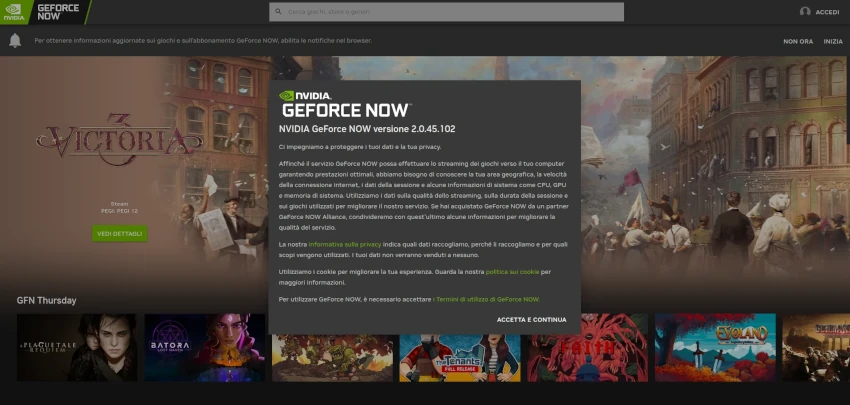 NVIDIA
GEFORCE
NOW
Cerca giochi, store e generi
ACCEDI
Per ottenere informazioni aggiornate sui giochi e sull'abbonamento GeForce NOW, abilita le notifiche nel browser.
NON ORA
INIZIA
VICTORIA
3
Steam
PEGI: PEGI 12
VEDI DETTAGLI
NVIDIA.
GEFORCE NOW
NVIDIA GeForce NOW versione 2.0.45.102
Ci impegniamo a proteggere i tuoi dati e la tua privacy.
Affinché il servizio GeForce NOW possa effettuare lo streaming dei giochi verso il tuo computer
garantendo prestazioni ottimali, abbiamo bisogno di conoscere la tua area geografica, la velocità
della connessione Internet, i dati della sessione e alcune informazioni di sistema come CPU, GPU
e memoria di sistema. Utilizziamo i dati sulla qualità dello streaming, sulla durata della sessione e
sui giochi utilizzati per migliorare il nostro servizio. Se hai acquistato GeForce NOW da un partner
GeForce NOW Alliance, condivideremo con quest'ultimo alcune informazioni per migliorare la
qualità del servizio.
La nostra informativa sulla privacy indica quali dati raccogliamo, perché li raccogliamo e per quali
scopi vengono utilizzati. I tuoi dati non verranno venduti a nessuno.
Utilizziamo i cookie per migliorare la tua esperienza. Guarda la nostra politica sui cookie per
maggiori informazioni.
Per utilizzare GeForce NOW, è necessario accettare i Termini di utilizzo di GeForce NOW.
ACCETTA E CONTINUA
GFN Thursday
A PLAGUE TALE
REQUIEM
BATORA
LOST HAVEN
The Tenants
FULL RELEASE
FAITH
EVOLAND